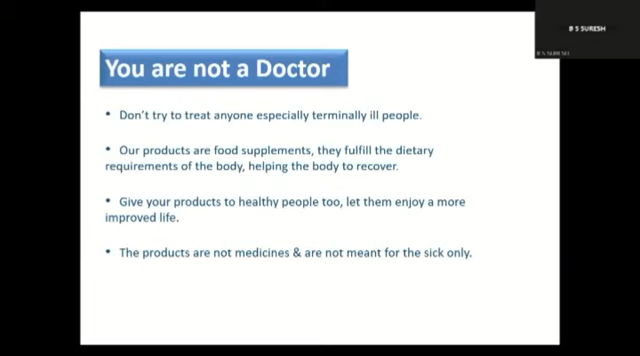 B S SURESH
B S SURESH
You are not a Doctor
• Don't try to treat anyone especially terminally ill people.
• Our products are food supplements, they fulfill the dietary
requirements of the body, helping the body to recover.
• Give your products to healthy people too, let them enjoy a more
improved life.
• The products are not medicines & are not meant for the sick only.